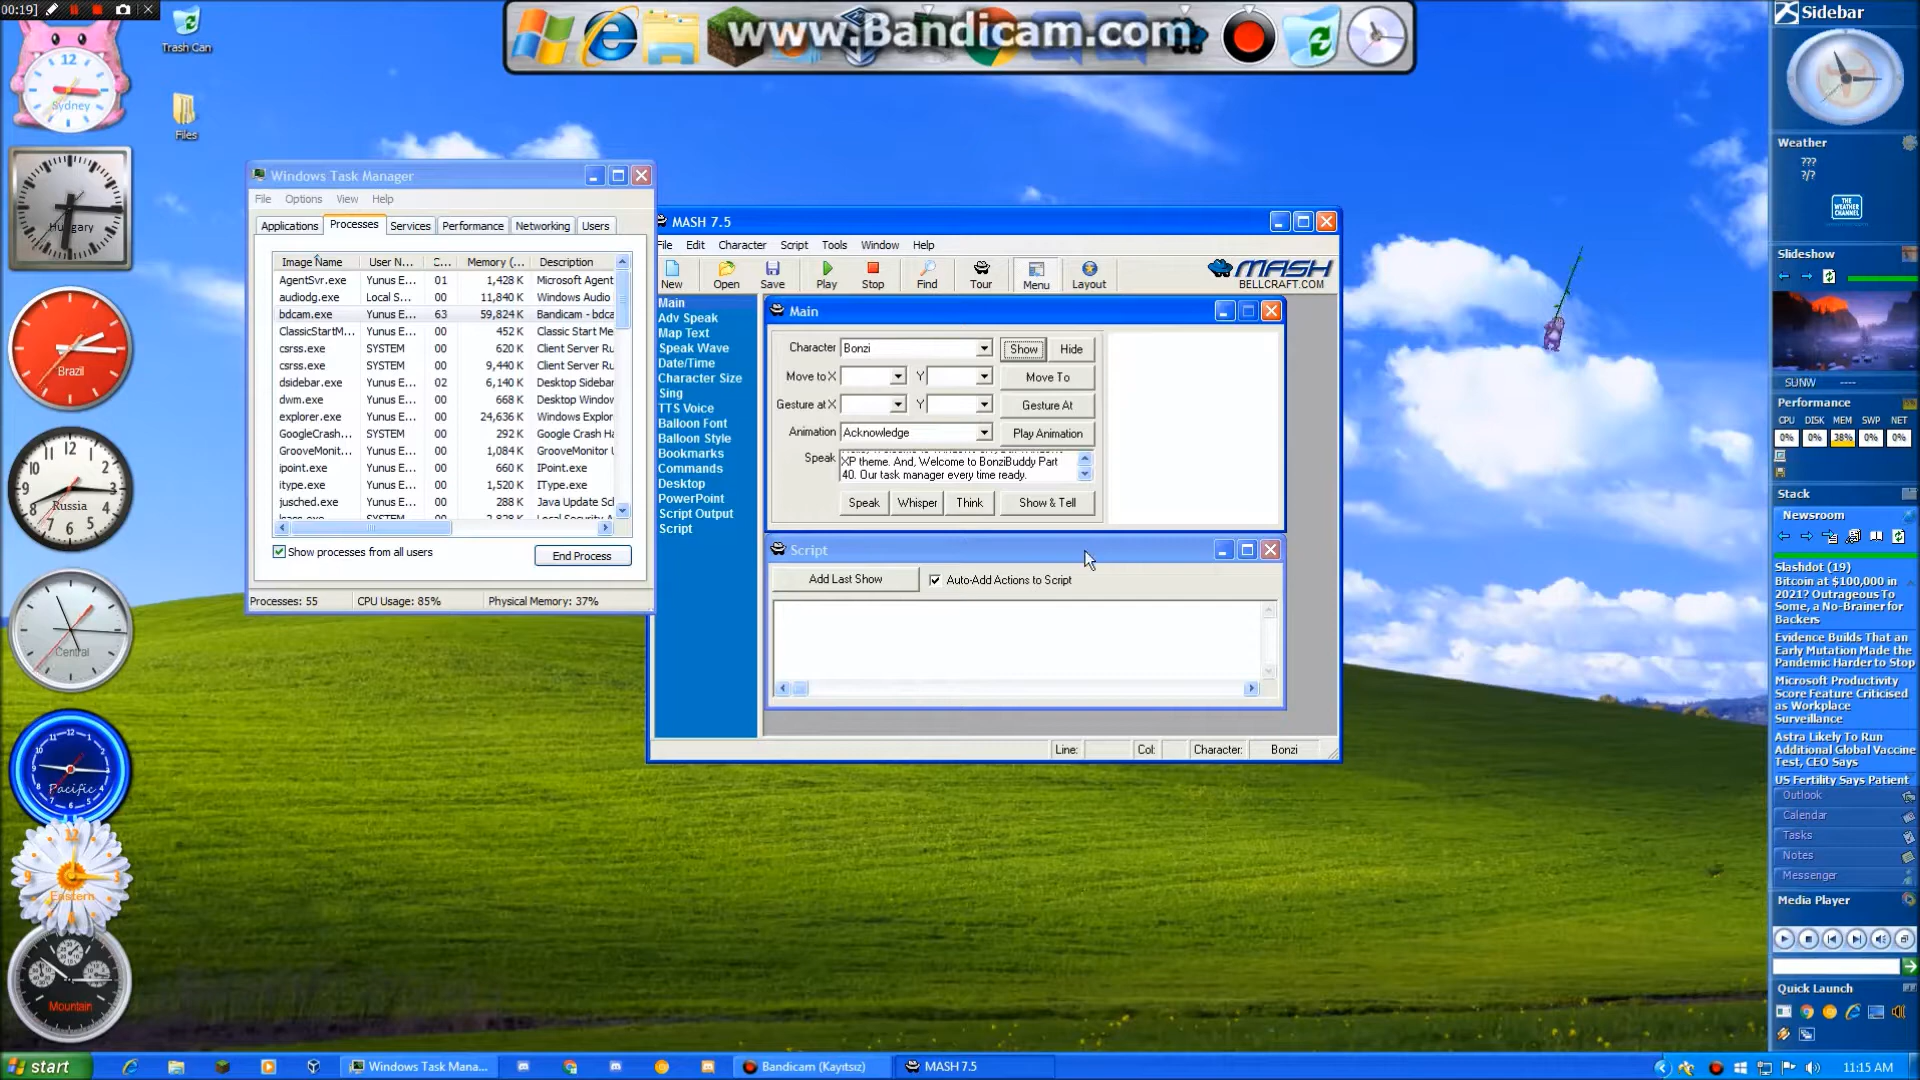 00:19]
www.Bandicam.com
Trash Can
Files
12
Sydney
Hungary
Brazil
Russia
Central
Pacific
Eastern
Mountain
Windows Task Manager
File Options View Help
Applications Processes Services Performance Networking Users
Image Name User N... C... Memory (... Description
AgentSvr.exe Yunus E... 01 1,428 K Microsoft Agent
audiodg.exe Local S... 00 11,840 K Windows Audio
bdcam.exe Yunus E... 63 59,824 K Bandicam - bdca
ClassicStartM... Yunus E... 00 452 K Classic Start Me
csrss.exe SYSTEM 00 620 K Client Server Ru
csrss.exe SYSTEM 00 9,440 K Client Server Ru
dsidebar.exe Yunus E... 02 6,140 K Desktop Sidebar
dwm.exe Yunus E... 00 668 K Desktop Window
explorer.exe Yunus E... 00 24,636 K Windows Explor
GoogleCrash... SYSTEM 00 292 K Google Crash Ha
GrooveMonit... Yunus E... 00 1,084 K GrooveMonitor U
ipoint.exe Yunus E... 00 660 K IPoint.exe
itype.exe Yunus E... 00 1,520 K IType.exe
jusched.exe Yunus E... 00 288 K Java Update Sch
Show processes from all users
End Process
Processes: 55 CPU Usage: 85% Physical Memory: 37%
MASH 7.5
File Edit Character Script Tools Window Help
New Open Save Play Stop Find Tour Menu Layout
MASH
BELLCRAFT.COM
Main
Adv Speak
Map Text
Speak Wave
Date/Time
Character Size
Sing
TTS Voice
Balloon Font
Balloon Style
Bookmarks
Commands
Desktop
PowerPoint
Script Output
Script
Main
Character Bonzi Show Hide
Move to X Y Move To
Gesture at X Y Gesture At
Animation Acknowledge Play Animation
Speak
XP theme. And, Welcome to BonziBuddy Part
40. Our task manager every time ready.
Speak Whisper Think Show & Tell
Script
Add Last Show Auto-Add Actions to Script
Line: Col: Character: Bonzi
Sidebar
Weather
???
?/?
THE WEATHER CHANNEL
Slideshow
SUNW ----
Performance
CPU DISK MEM SWP NET
0% 0% 38% 0% 0%
Stack
Newsroom
Slashdot (19)
Bitcoin at $100,000 in
2021? Outrageous To
Some, a No-Brainer for
Backers
Evidence Builds That an
Early Mutation Made the
Pandemic Harder to Stop
Microsoft Productivity
Score Feature Criticised
as Workplace
Surveillance
Astra Likely To Run
Additional Global Vaccine
Test, CEO Says
US Fertility Says Patient
Outlook
Calendar
Tasks
Notes
Messenger
Media Player
Quick Launch
start
Windows Task Mana...
Bandicam (Kayıtsız)
MASH 7.5
11:15 AM